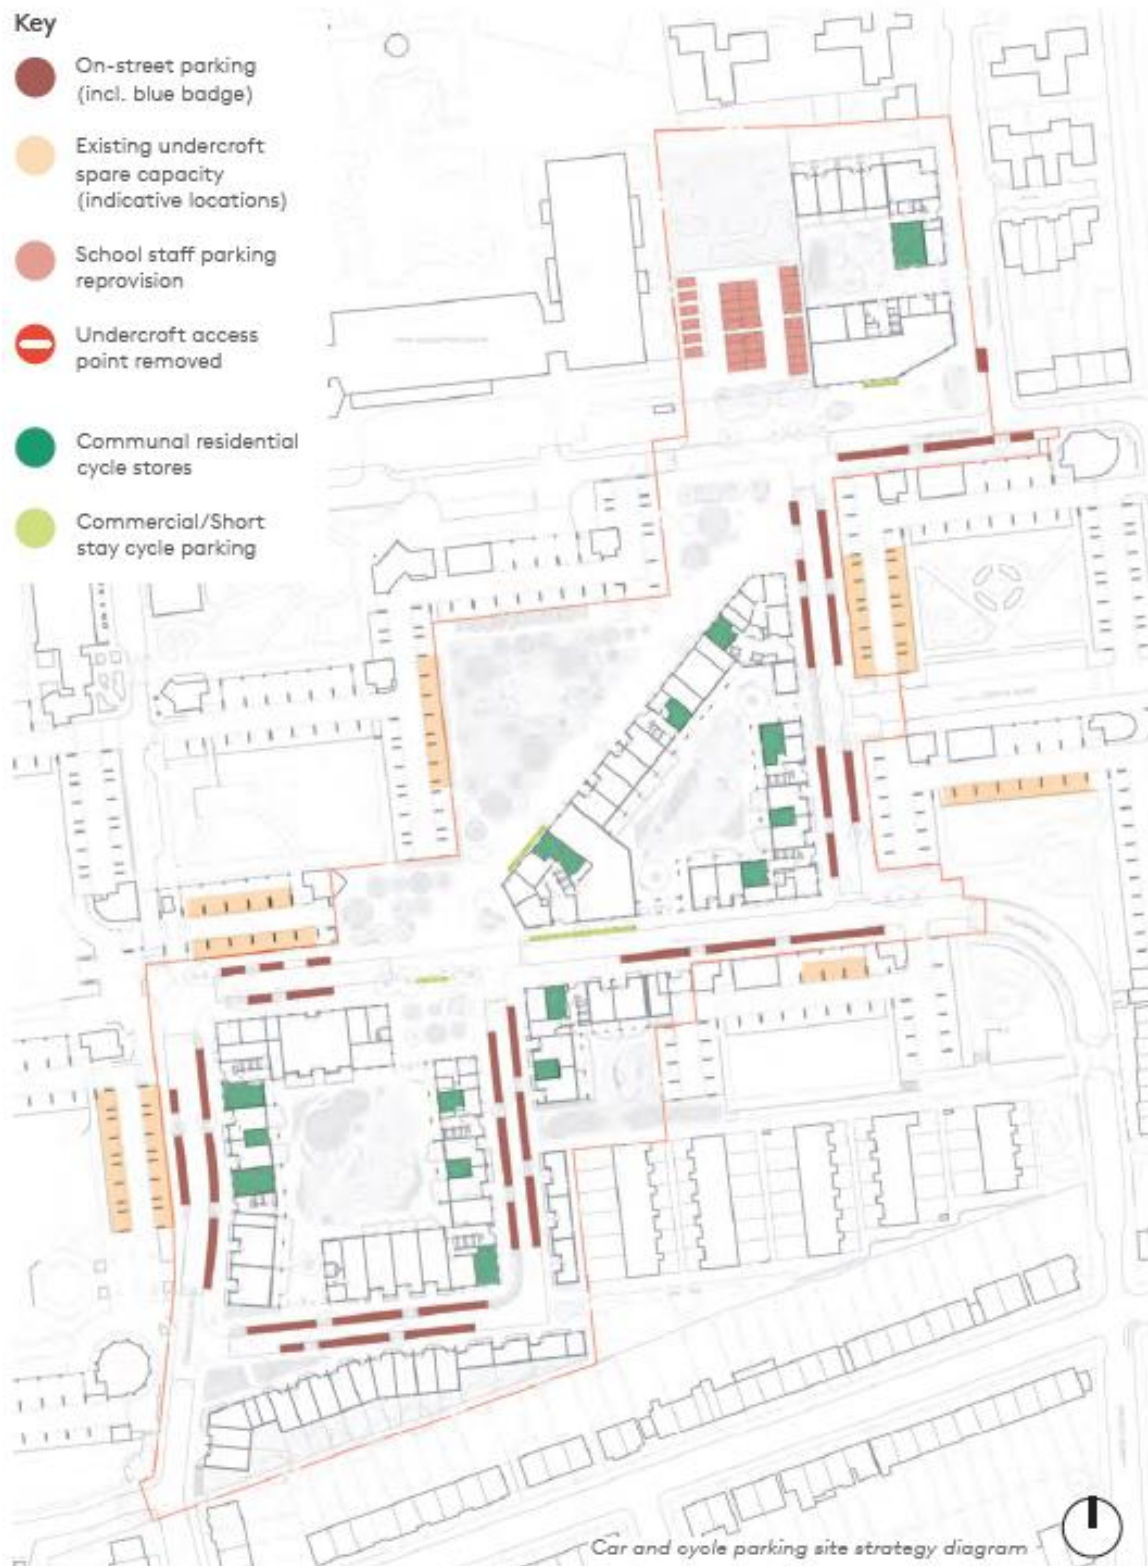 Key
On-street parking
(incl. blue badge)
Existing undercroft
spare capacity
(indicative locations)
School staff parking
reprovision
Undercroft access
point removed
Communal residential
cycle stores
Commercial/Short
stay cycle parking
Car and cycle parking site strategy diagram